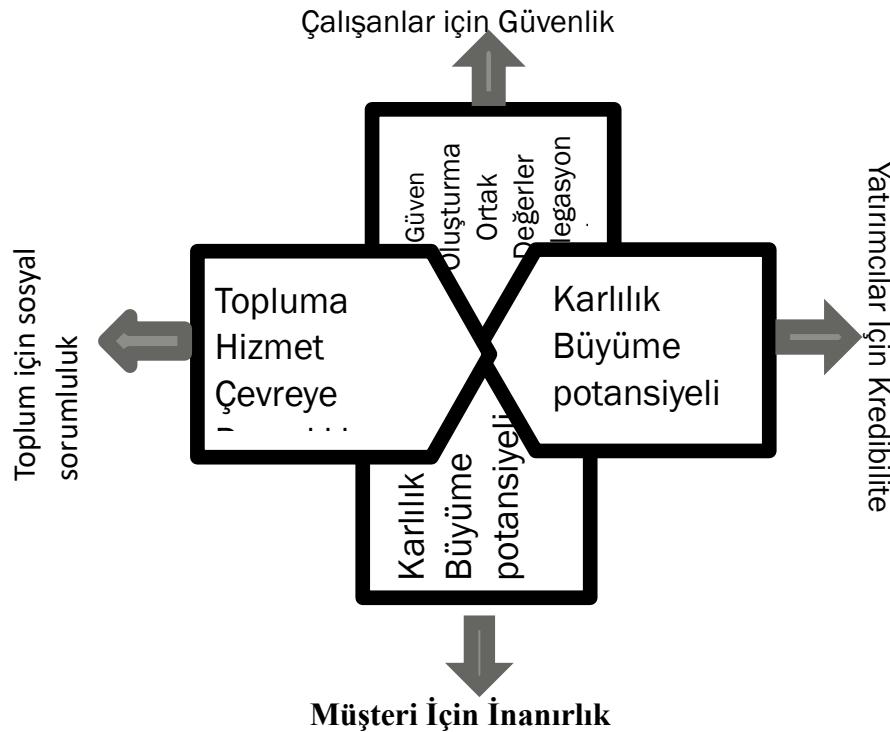 Çalışanlar için Güvenlik
Güven
Oluşturma
Ortak
Değerler
legasyon
Toplum için sosyal
sorumluluk
Topluma
Hizmet
Çevreye
Karlılık
Büyüme
potansiyeli
Yatırımcılar İçin Kredibilite
Karlılık
Büyüme
potansiyeli
Müşteri İçin İnanırlık